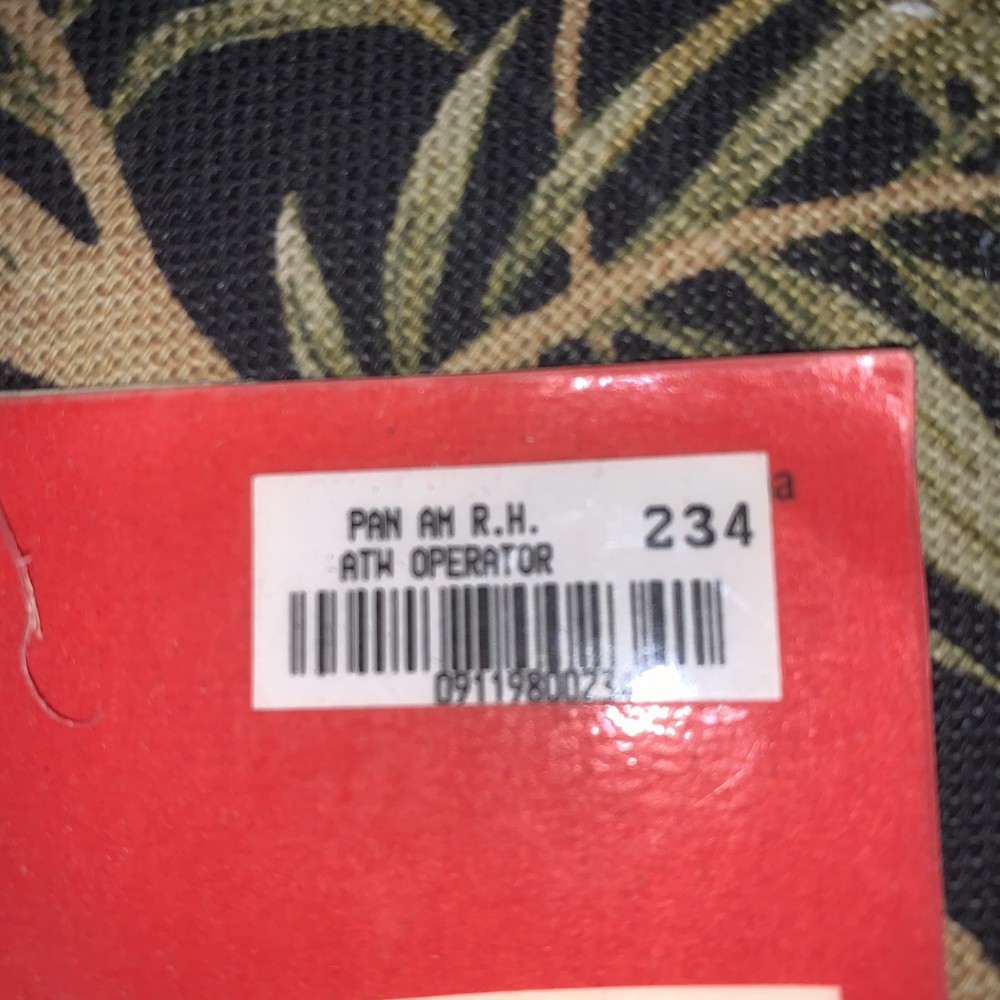 PAN AM R.H. 234
ATW OPERATOR
a